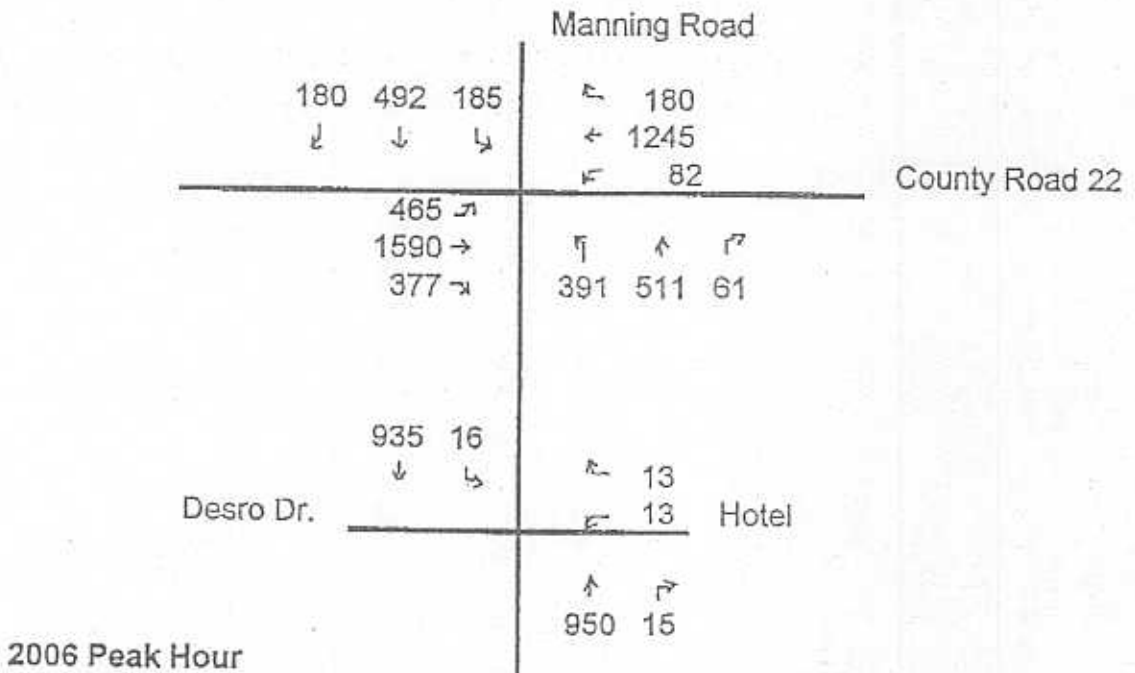 Manning Road
180 492 185
180
1245
82
County Road 22
465
1590
377
391 511 61
935 16
13
13
Desro Dr.
Hotel
950 15
2006 Peak Hour